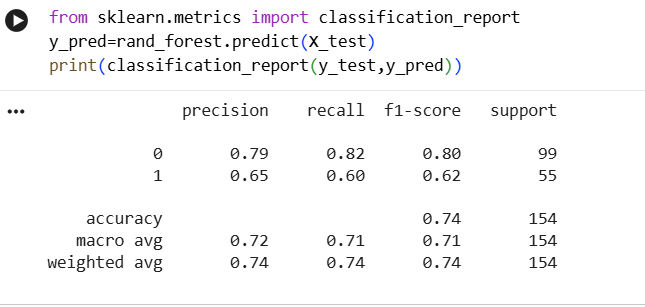 from sklearn.metrics import classification_report
y_pred=rand_forest.predict(X_test)
print(classification_report(y_test,y_pred))
precision recall f1-score support
0 0.79 0.82 0.80 99
1 0.65 0.60 0.62 55
accuracy 0.74 154
macro avg 0.72 0.71 0.71 154
weighted avg 0.74 0.74 0.74 154